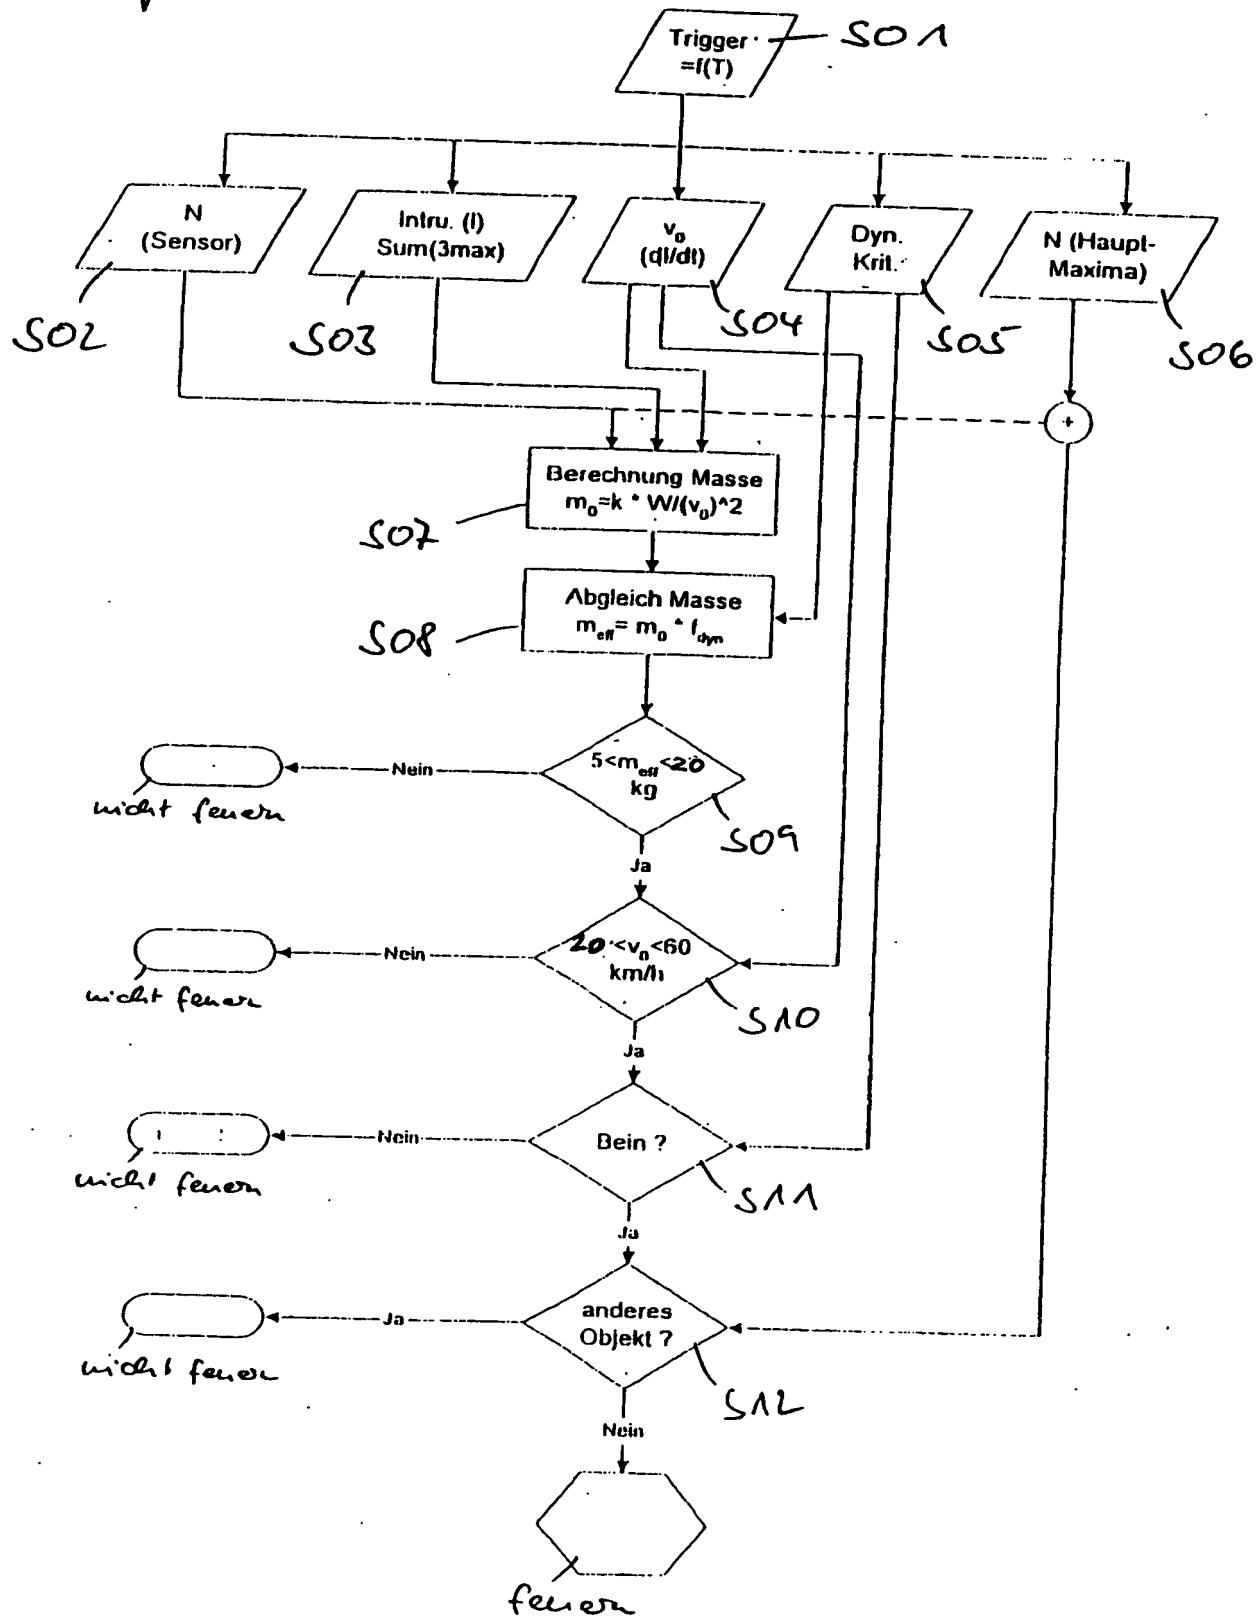 Trigger
=f(T)
S01
N
(Sensor)
Intru. (I)
Sum(3max)
v₀
(dI/dt)
Dyn.
Krit.
N (Haupt-
Maxima)
S02
S03
S04
S05
S06
+
Berechnung Masse
m₀=k * W/(v₀)^2
S07
Abgleich Masse
m_eff= m₀ * f_dyn
S08
5<m_eff<20
kg
Nein
nicht feuern
S09
Ja
20<v₀<60
km/h
Nein
nicht feuern
S10
Ja
Bein ?
Nein
nicht feuern
S11
Ja
anderes
Objekt ?
Ja
nicht feuern
S12
Nein
feuern